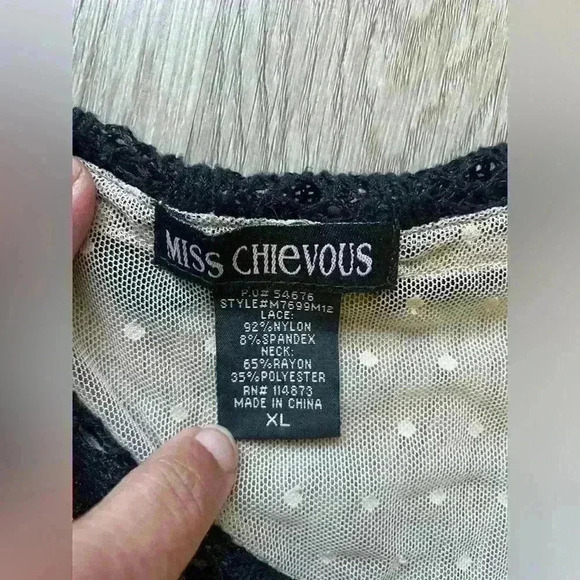 MISS CHIEVOUS
P.O# 54676
STYLE#M7699M12
LACE:
92%NYLON
8%SPANDEX
NECK:
65%RAYON
35%POLYESTER
RN# 114873
MADE IN CHINA
XL